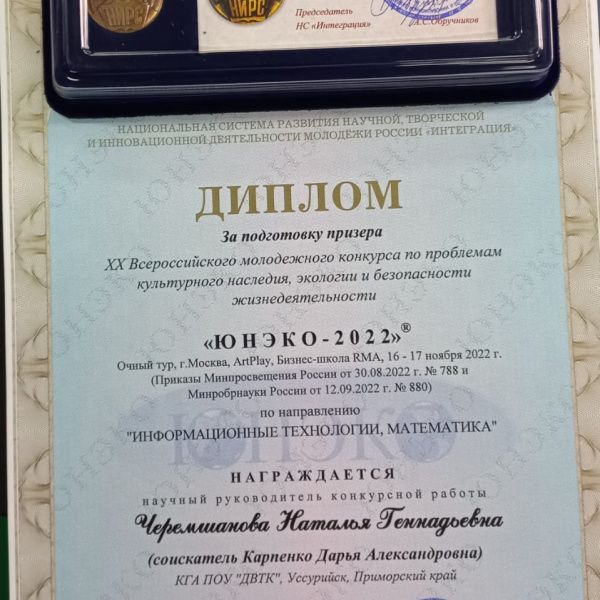 НИРС
НИРС
Председатель
НС «Интеграция»
А.С.Обручников
НАЦИОНАЛЬНАЯ СИСТЕМА РАЗВИТИЯ НАУЧНОЙ, ТВОРЧЕСКОЙ
И ИННОВАЦИОННОЙ ДЕЯТЕЛЬНОСТИ МОЛОДЁЖИ РОССИИ «ИНТЕГРАЦИЯ»
ДИПЛОМ
За подготовку призера
XX Всероссийского молодежного конкурса по проблемам
культурного наследия, экологии и безопасности
жизнедеятельности
«ЮНЭКО-2022»®
Очный тур, г.Москва, ArtPlay, Бизнес-школа RMA, 16 - 17 ноября 2022 г.
(Приказы Минпросвещения России от 30.08.2022 г. № 788 и
Минобрнауки России от 12.09.2022 г. № 880)
по направлению
"ИНФОРМАЦИОННЫЕ ТЕХНОЛОГИИ, МАТЕМАТИКА"
ЮНЭКО
НАГРАЖДАЕТСЯ
научный руководитель конкурсной работы
Черемшанова Наталья Геннадьевна
(соискатель Карпенко Дарья Александровна)
КГА ПОУ "ДВТК", Уссурийск, Приморский край